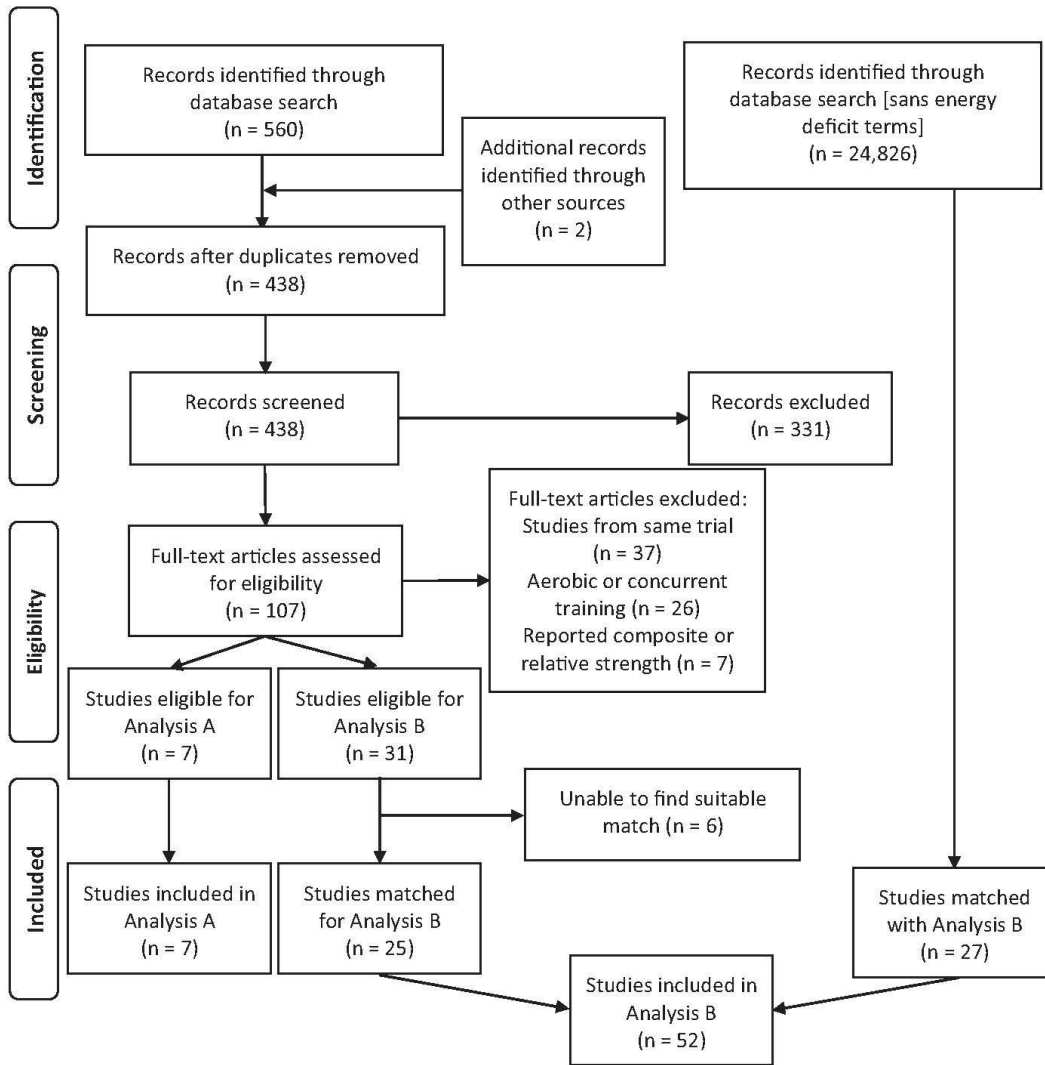 Identification
Records identified through
database search
(n = 560)
Records identified through
database search [sans energy
deficit terms]
(n = 24,826)
Additional records
identified through
other sources
(n = 2)
Records after duplicates removed
(n = 438)
Screening
Records screened
(n = 438)
Records excluded
(n = 331)
Eligibility
Full-text articles assessed
for eligibility
(n = 107)
Full-text articles excluded:
Studies from same trial
(n = 37)
Aerobic or concurrent
training (n = 26)
Reported composite or
relative strength (n = 7)
Studies eligible for
Analysis A
(n = 7)
Studies eligible for
Analysis B
(n = 31)
Included
Unable to find suitable
match (n = 6)
Studies included in
Analysis A
(n = 7)
Studies matched
for Analysis B
(n = 25)
Studies matched
with Analysis B
(n = 27)
Studies included in
Analysis B
(n = 52)